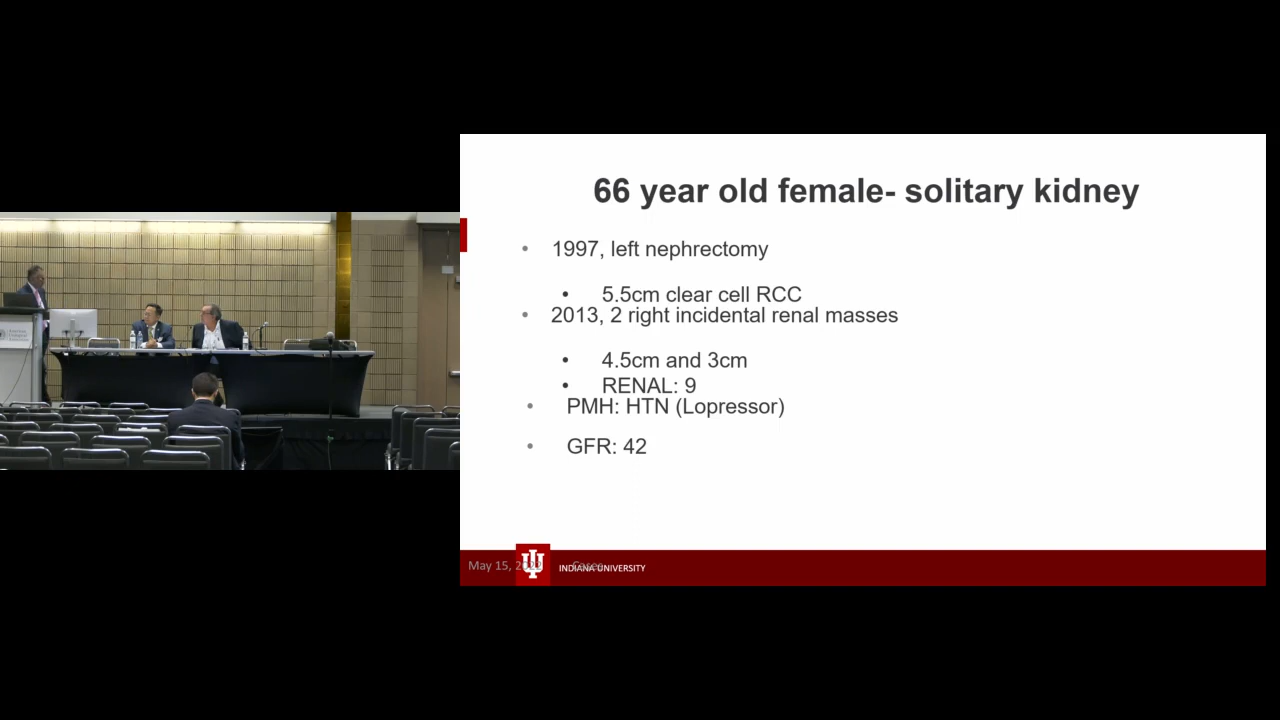 66 year old female- solitary kidney
1997, left nephrectomy
5.5cm clear cell RCC
2013, 2 right incidental renal masses
4.5cm and 3cm
RENAL: 9
PMH: HTN (Lopressor)
GFR: 42
May 15,
INDIANA UNIVERSITY